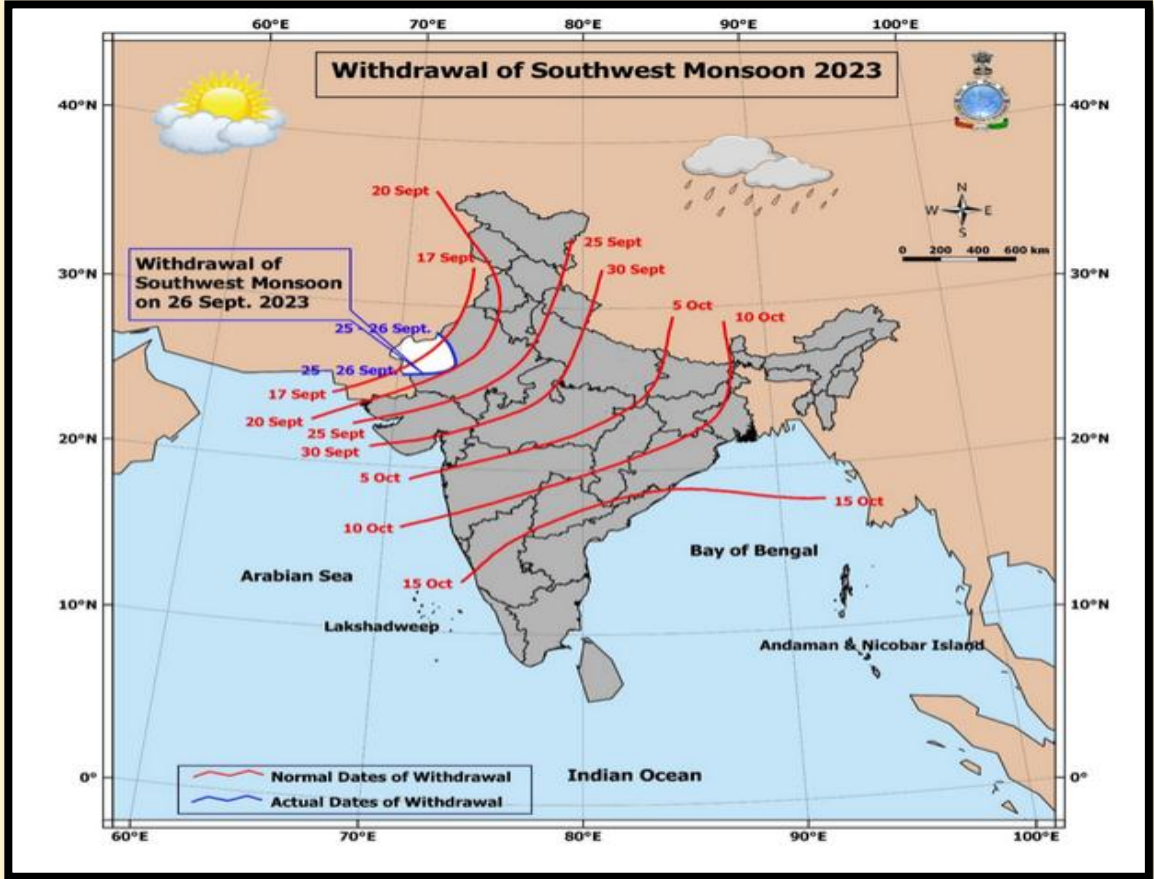 60°E 70°E 80°E 90°E 100°E
Withdrawal of Southwest Monsoon 2023
40°N 40°N
N
W E
S
0 200 400 600 km
20 Sept
25 Sept
17 Sept
30 Sept
30°N 30°N
Withdrawal of
Southwest Monsoon
on 26 Sept. 2023
5 Oct
10 Oct
25 - 26 Sept.
25 - 26 Sept.
17 Sept
20 Sept
25 Sept
30 Sept
20°N 20°N
5 Oct
15 Oct
10 Oct
Bay of Bengal
Arabian Sea
15 Oct
10°N 10°N
Lakshadweep
Andaman & Nicobar Island
0° 0°
Normal Dates of Withdrawal
Indian Ocean
Actual Dates of Withdrawal
60°E 70°E 80°E 90°E 100°E